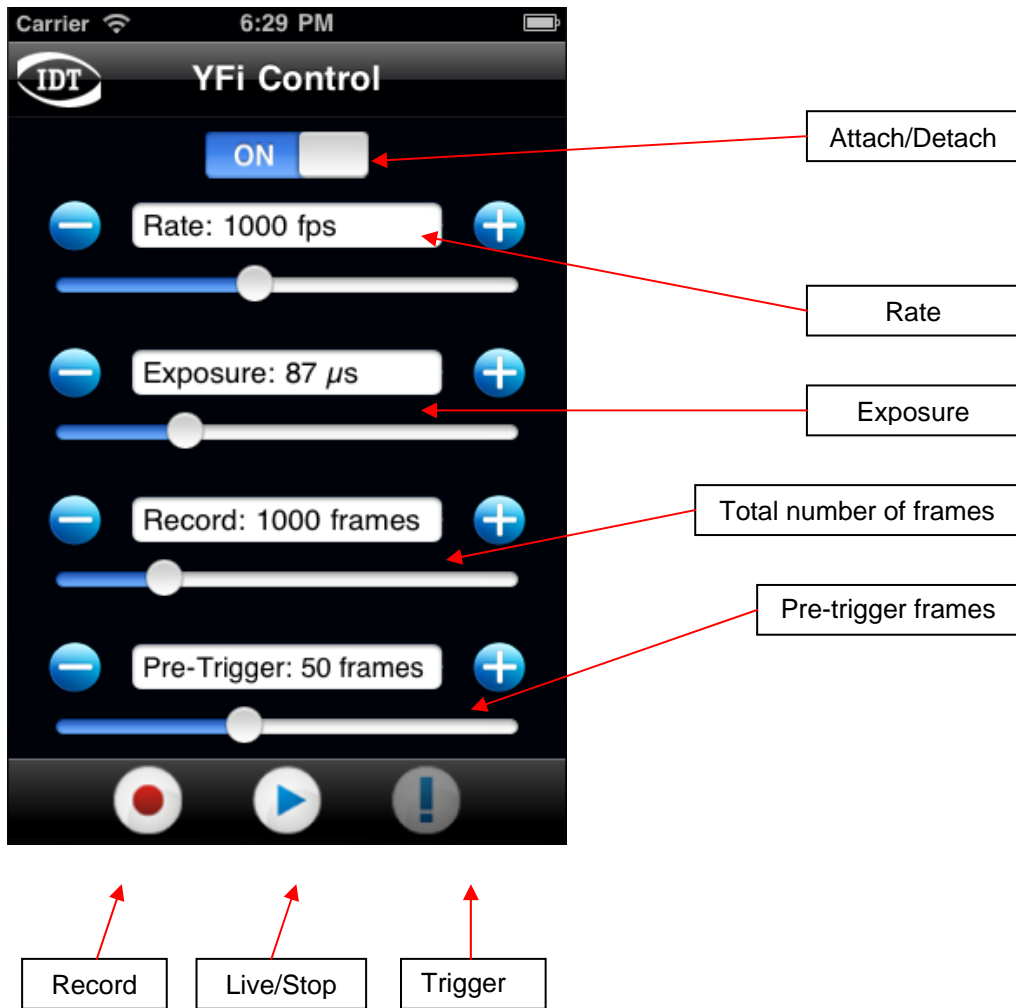 Carrier
6:29 PM
IDT
YFi Control
ON
Attach/Detach
Rate: 1000 fps
Rate
Exposure: 87 µs
Exposure
Record: 1000 frames
Total number of frames
Pre-Trigger: 50 frames
Pre-trigger frames
Record
Live/Stop
Trigger